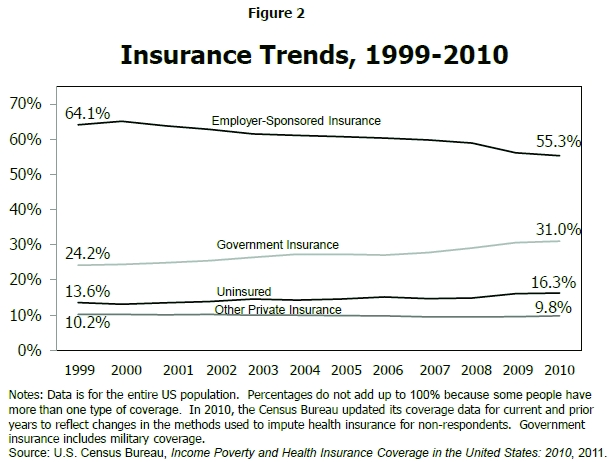 Figure 2
Insurance Trends, 1999-2010
70%
64.1%
Employer-Sponsored Insurance
60%
55.3%
50%
40%
30%
31.0%
Government Insurance
24.2%
20%
13.6%
Uninsured
16.3%
10%
Other Private Insurance
9.8%
10.2%
0%
1999 2000 2001 2002 2003 2004 2005 2006 2007 2008 2009 2010
Notes: Data is for the entire US population. Percentages do not add up to 100% because some people have
more than one type of coverage. In 2010, the Census Bureau updated its coverage data for current and prior
years to reflect changes in the methods used to impute health insurance for non-respondents. Government
insurance includes military coverage.
Source: U.S. Census Bureau, Income Poverty and Health Insurance Coverage in the United States: 2010, 2011.